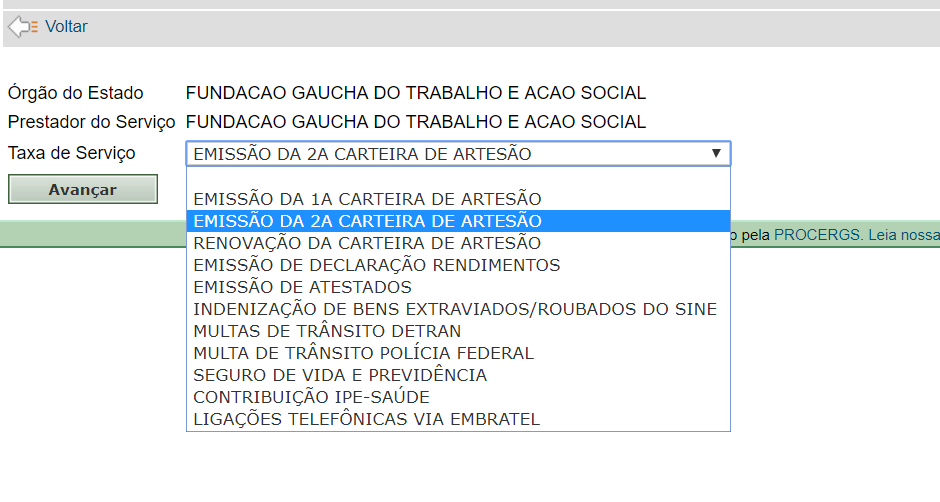 Voltar
Órgão do Estado FUNDACAO GAUCHA DO TRABALHO E ACAO SOCIAL
Prestador do Serviço FUNDACAO GAUCHA DO TRABALHO E ACAO SOCIAL
Taxa de Serviço EMISSÃO DA 2A CARTEIRA DE ARTESÃO
Avançar
EMISSÃO DA 1A CARTEIRA DE ARTESÃO
EMISSÃO DA 2A CARTEIRA DE ARTESÃO
RENOVAÇÃO DA CARTEIRA DE ARTESÃO
EMISSÃO DE DECLARAÇÃO RENDIMENTOS
EMISSÃO DE ATESTADOS
INDENIZAÇÃO DE BENS EXTRAVIADOS/ROUBADOS DO SINE
MULTAS DE TRÂNSITO DETRAN
MULTA DE TRÂNSITO POLÍCIA FEDERAL
SEGURO DE VIDA E PREVIDÊNCIA
CONTRIBUIÇÃO IPE-SAÚDE
LIGAÇÕES TELEFÔNICAS VIA EMBRATEL
pela PROCERGS. Leia nossa